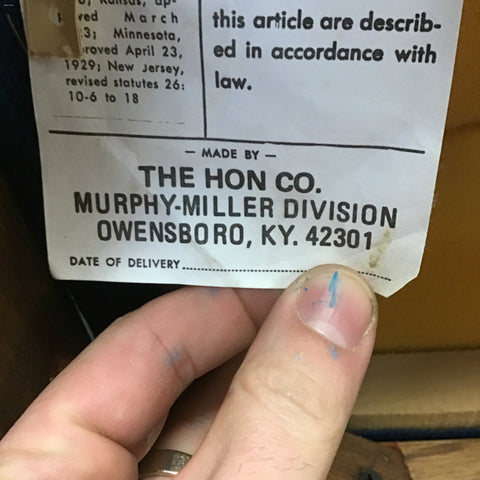 Kansas, ap-
March
3; Minnesota,
proved April 23,
1929; New Jersey,
revised statutes 26:
10-6 to 18
this article are describ-
ed in accordance with
law.
— MADE BY —
THE HON CO.
MURPHY-MILLER DIVISION
OWENSBORO, KY. 42301
DATE OF DELIVERY